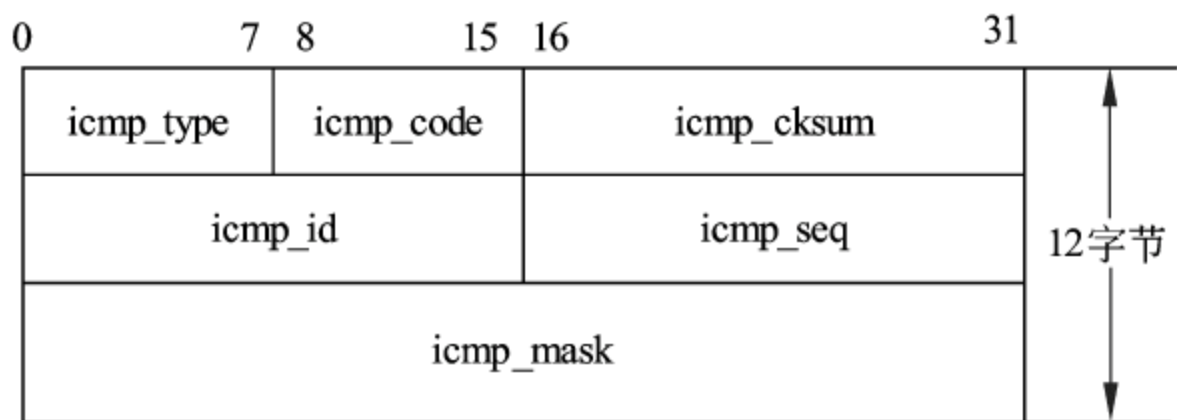 0 7 8 15 16 31
icmp_type icmp_code icmp_cksum
icmp_id icmp_seq
12字节
icmp_mask